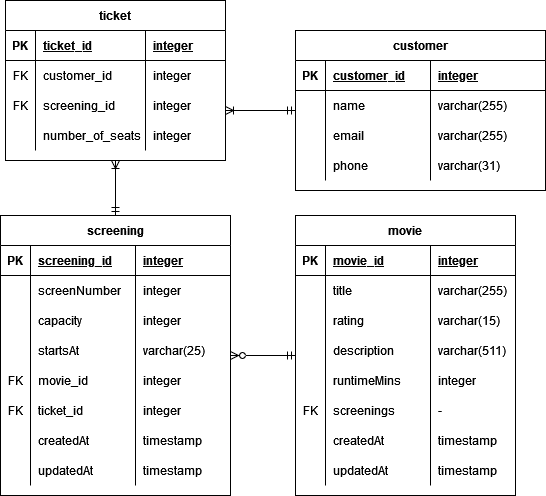 ticket
PK ticket_id integer
FK customer_id integer
FK screening_id integer
number_of_seats integer
customer
PK customer_id integer
name varchar(255)
email varchar(255)
phone varchar(31)
screening
PK screening_id integer
screenNumber integer
capacity integer
startsAt varchar(25)
FK movie_id integer
FK ticket_id integer
createdAt timestamp
updatedAt timestamp
movie
PK movie_id integer
title varchar(255)
rating varchar(15)
description varchar(511)
runtimeMins integer
FK screenings -
createdAt timestamp
updatedAt timestamp